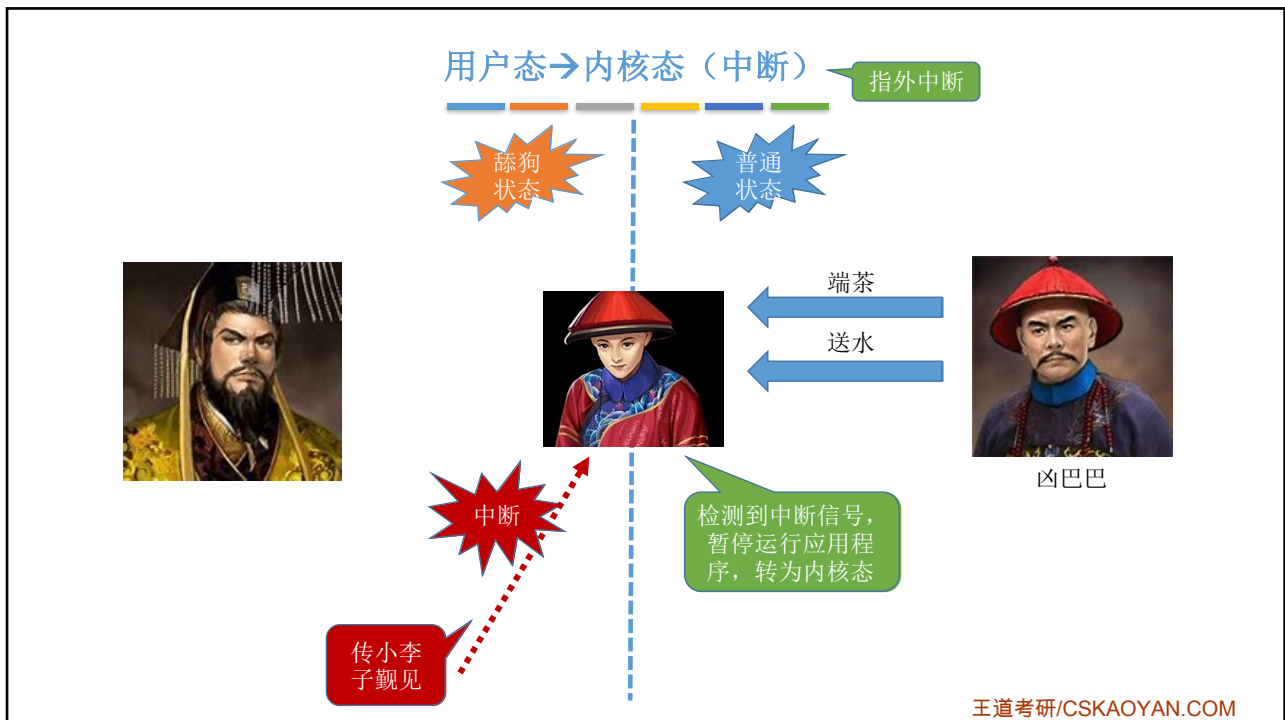 用户态→内核态（中断）
指外中断
舔狗
状态
普通
状态
端茶
送水
凶巴巴
中断
检测到中断信号，
暂停运行应用程
序，转为内核态
传小李
子觐见
王道考研/CSKAOYAN.COM